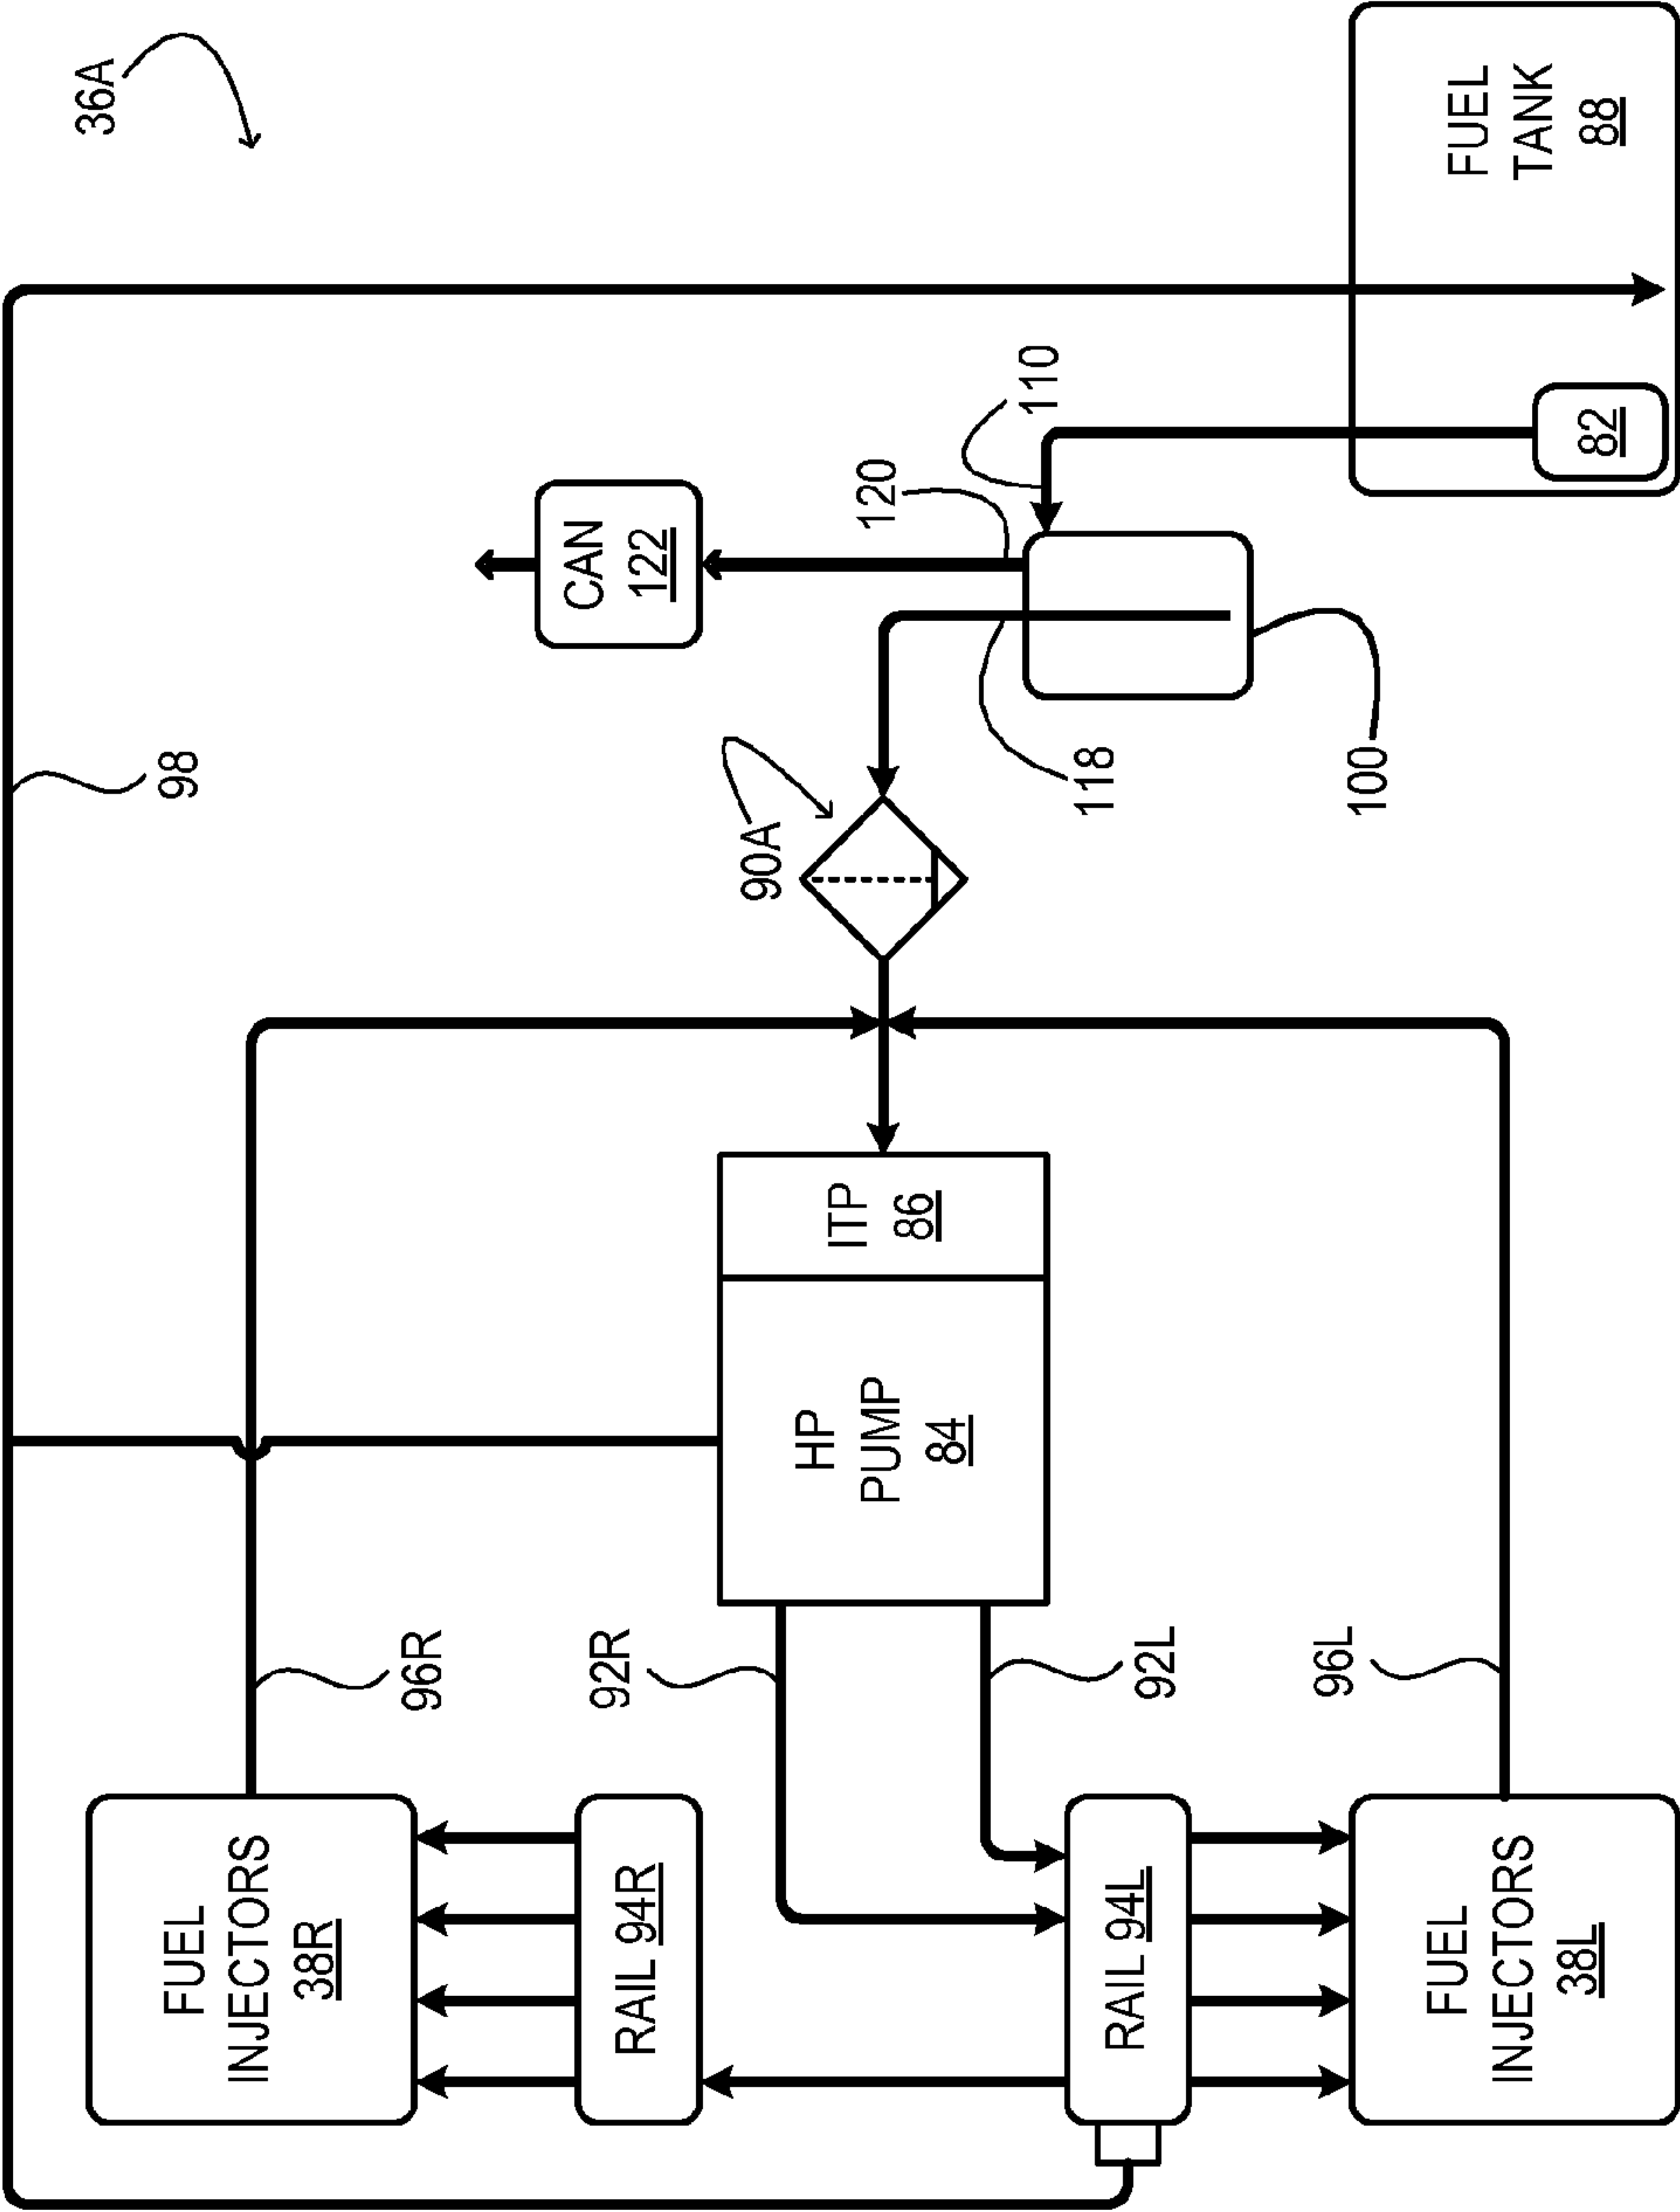 36A
98
FUEL
INJECTORS
38R
96R
RAIL 94R
92R
HP
PUMP
84
ITP
86
90A
CAN
122
120
110
118
100
92L
RAIL 94L
96L
FUEL
INJECTORS
38L
82
FUEL
TANK
88